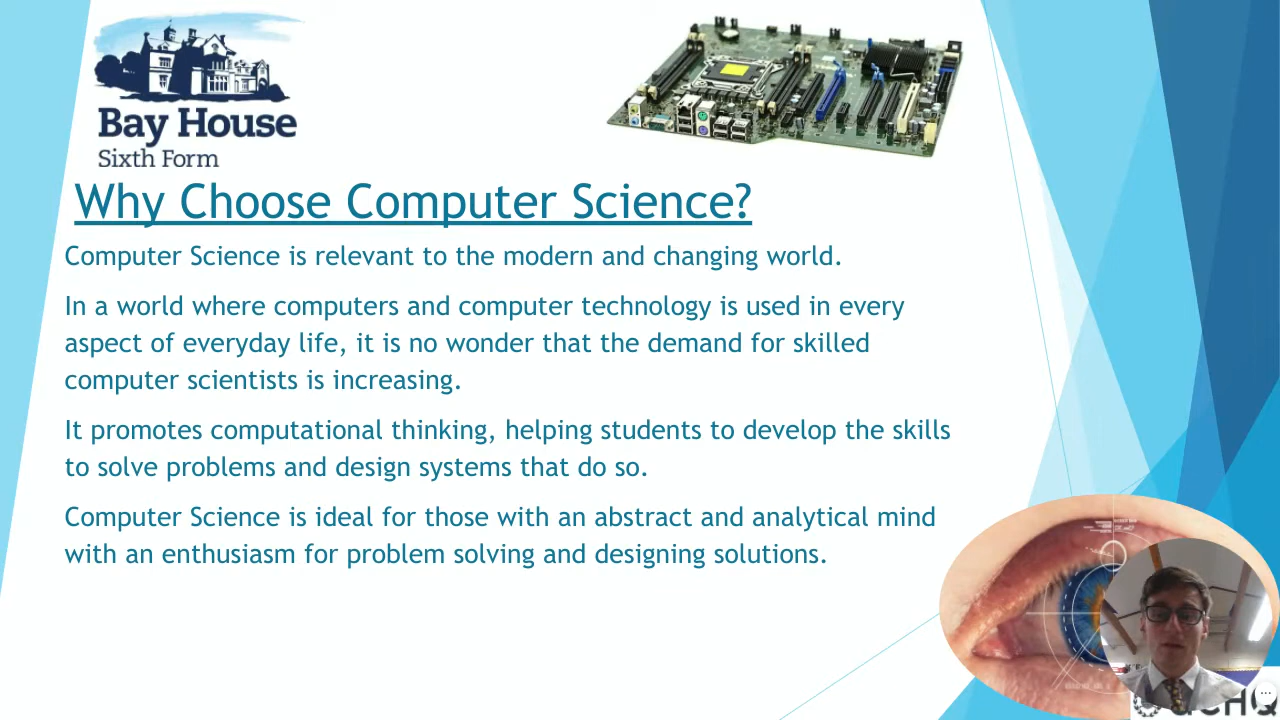 Bay House
Sixth Form
Why Choose Computer Science?
Computer Science is relevant to the modern and changing world.
In a world where computers and computer technology is used in every
aspect of everyday life, it is no wonder that the demand for skilled
computer scientists is increasing.
It promotes computational thinking, helping students to develop the skills
to solve problems and design systems that do so.
Computer Science is ideal for those with an abstract and analytical mind
with an enthusiasm for problem solving and designing solutions.